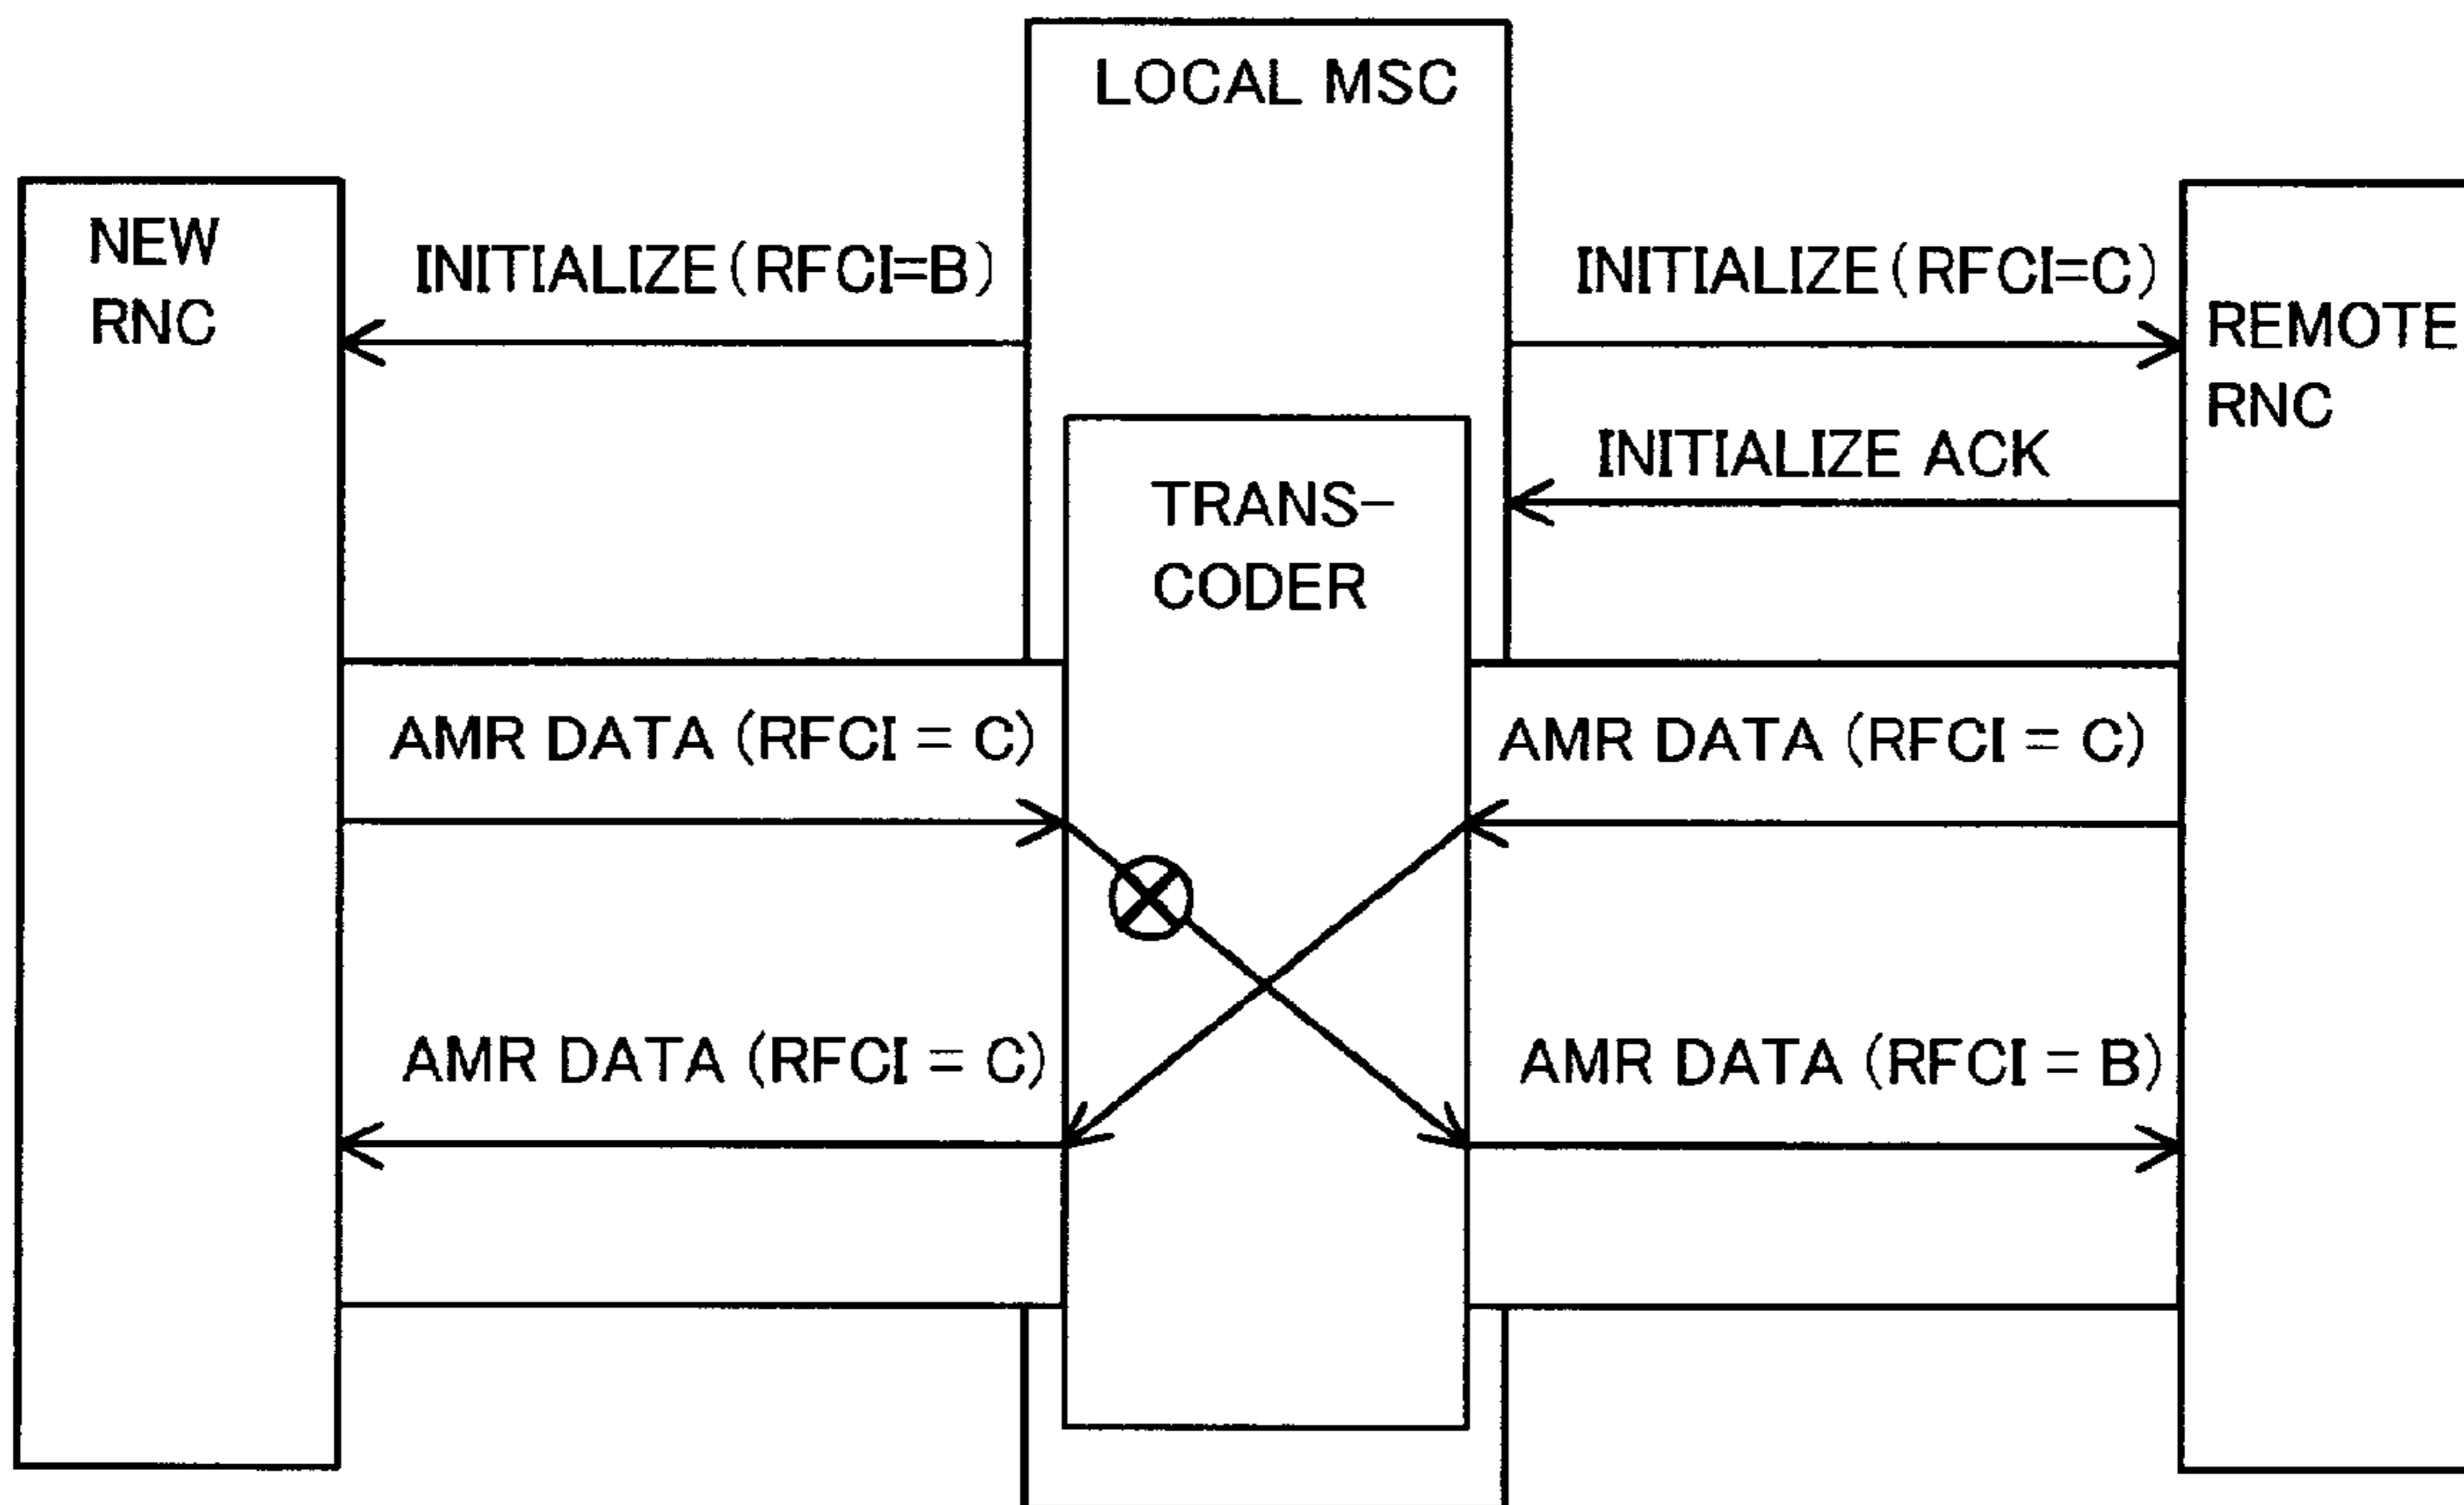 LOCAL MSC
NEW
RNC
INITIALIZE(RFCI=B)
INITIALIZE(RFCI=C)
REMOTE
RNC
INITIALIZE ACK
TRANS-
CODER
AMR DATA (RFCI = C)
AMR DATA (RFCI = C)
AMR DATA (RFCI = C)
AMR DATA (RFCI = B)